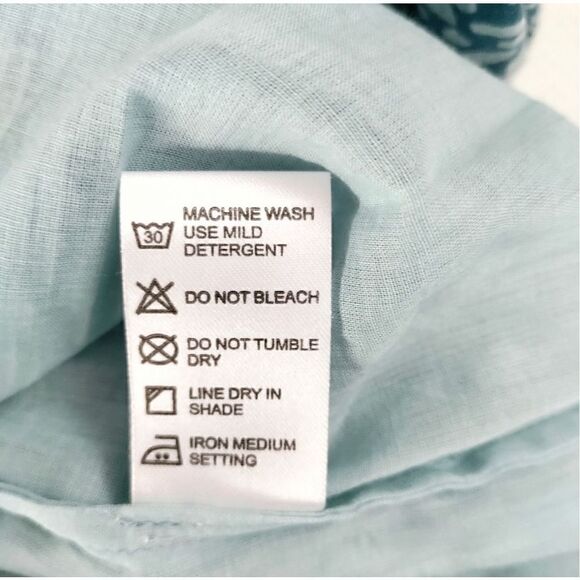 30
MACHINE WASH
USE MILD
DETERGENT
DO NOT BLEACH
DO NOT TUMBLE
DRY
LINE DRY IN
SHADE
IRON MEDIUM
SETTING